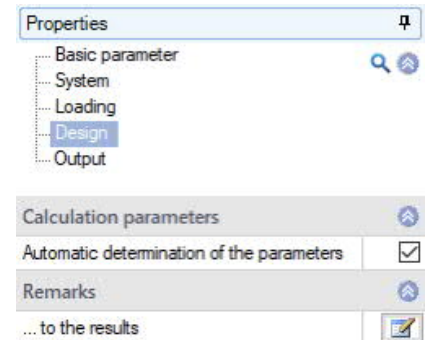 Properties
Basic parameter
System
Loading
Design
Output
Calculation parameters
Automatic determination of the parameters
Remarks
... to the results